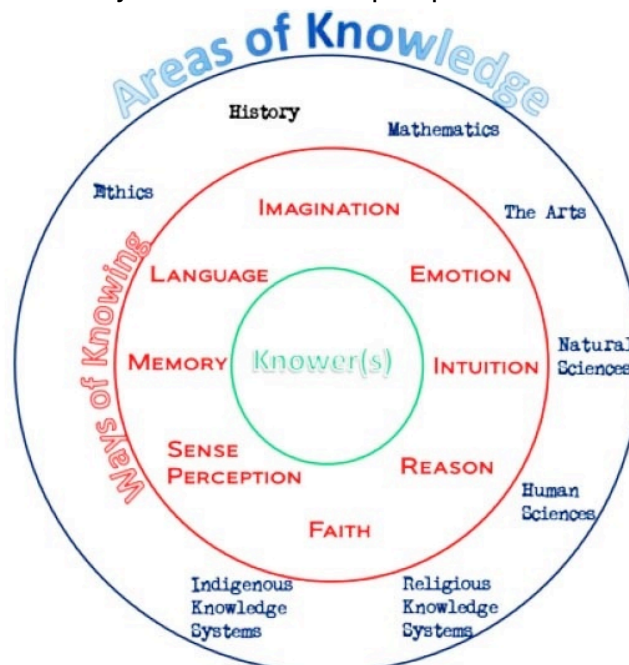 Areas of Knowledge
History
Mathematics
Ethics
The Arts
IMAGINATION
LANGUAGE
EMOTION
Ways of Knowing
MEMORY
Knower(s)
INTUITION
Natural
Sciences
SENSE
PERCEPTION
REASON
Human
Sciences
FAITH
Indigenous
Knowledge
Systems
Religious
Knowledge
Systems